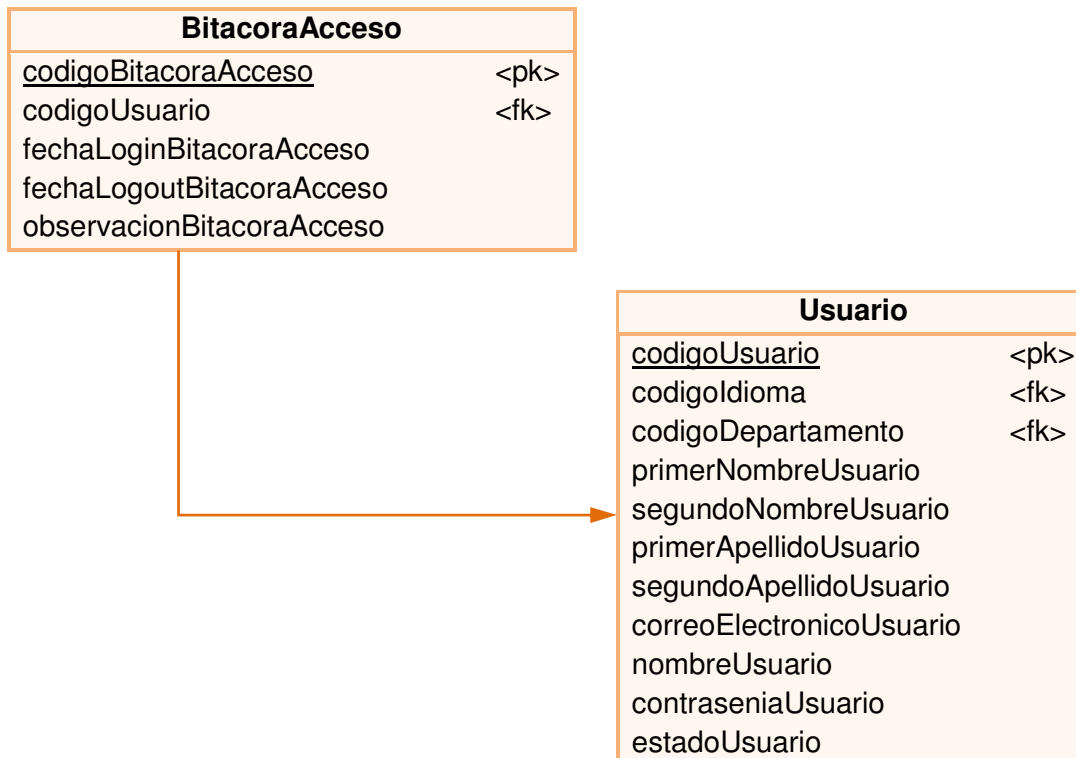 BitacoraAcceso
codigoBitacoraAcceso <pk>
codigoUsuario <fk>
fechaLoginBitacoraAcceso
fechaLogoutBitacoraAcceso
observacionBitacoraAcceso
Usuario
codigoUsuario <pk>
codigoIdioma <fk>
codigoDepartamento <fk>
primerNombreUsuario
segundoNombreUsuario
primerApellidoUsuario
segundoApellidoUsuario
correoElectronicoUsuario
nombreUsuario
contraseniaUsuario
estadoUsuario